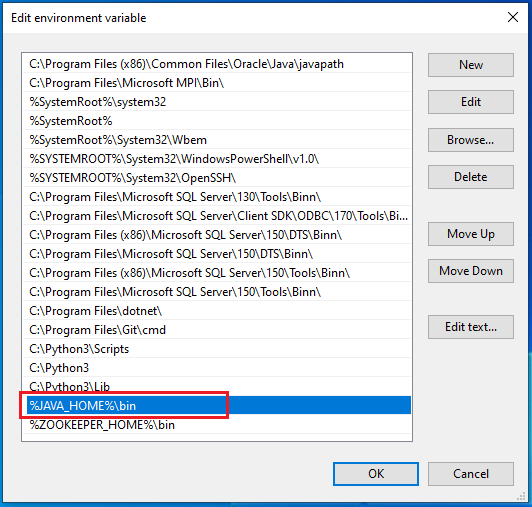 Edit environment variable
C:\Program Files (x86)\Common Files\Oracle\Java\javapath
C:\Program Files\Microsoft MPI\Bin\
%SystemRoot%\system32
%SystemRoot%
%SystemRoot%\System32\Wbem
%SYSTEMROOT%\System32\WindowsPowerShell\v1.0\
%SYSTEMROOT%\System32\OpenSSH\
C:\Program Files\Microsoft SQL Server\130\Tools\Binn\
C:\Program Files\Microsoft SQL Server\Client SDK\ODBC\170\Tools\Bi...
C:\Program Files (x86)\Microsoft SQL Server\150\DTS\Binn\
C:\Program Files\Microsoft SQL Server\150\DTS\Binn\
C:\Program Files (x86)\Microsoft SQL Server\150\Tools\Binn\
C:\Program Files\Microsoft SQL Server\150\Tools\Binn\
C:\Program Files\dotnet\
C:\Program Files\Git\cmd
C:\Python3\Scripts
C:\Python3
C:\Python3\Lib
%JAVA_HOME%\bin
%ZOOKEEPER_HOME%\bin
New
Edit
Browse...
Delete
Move Up
Move Down
Edit text...
OK
Cancel